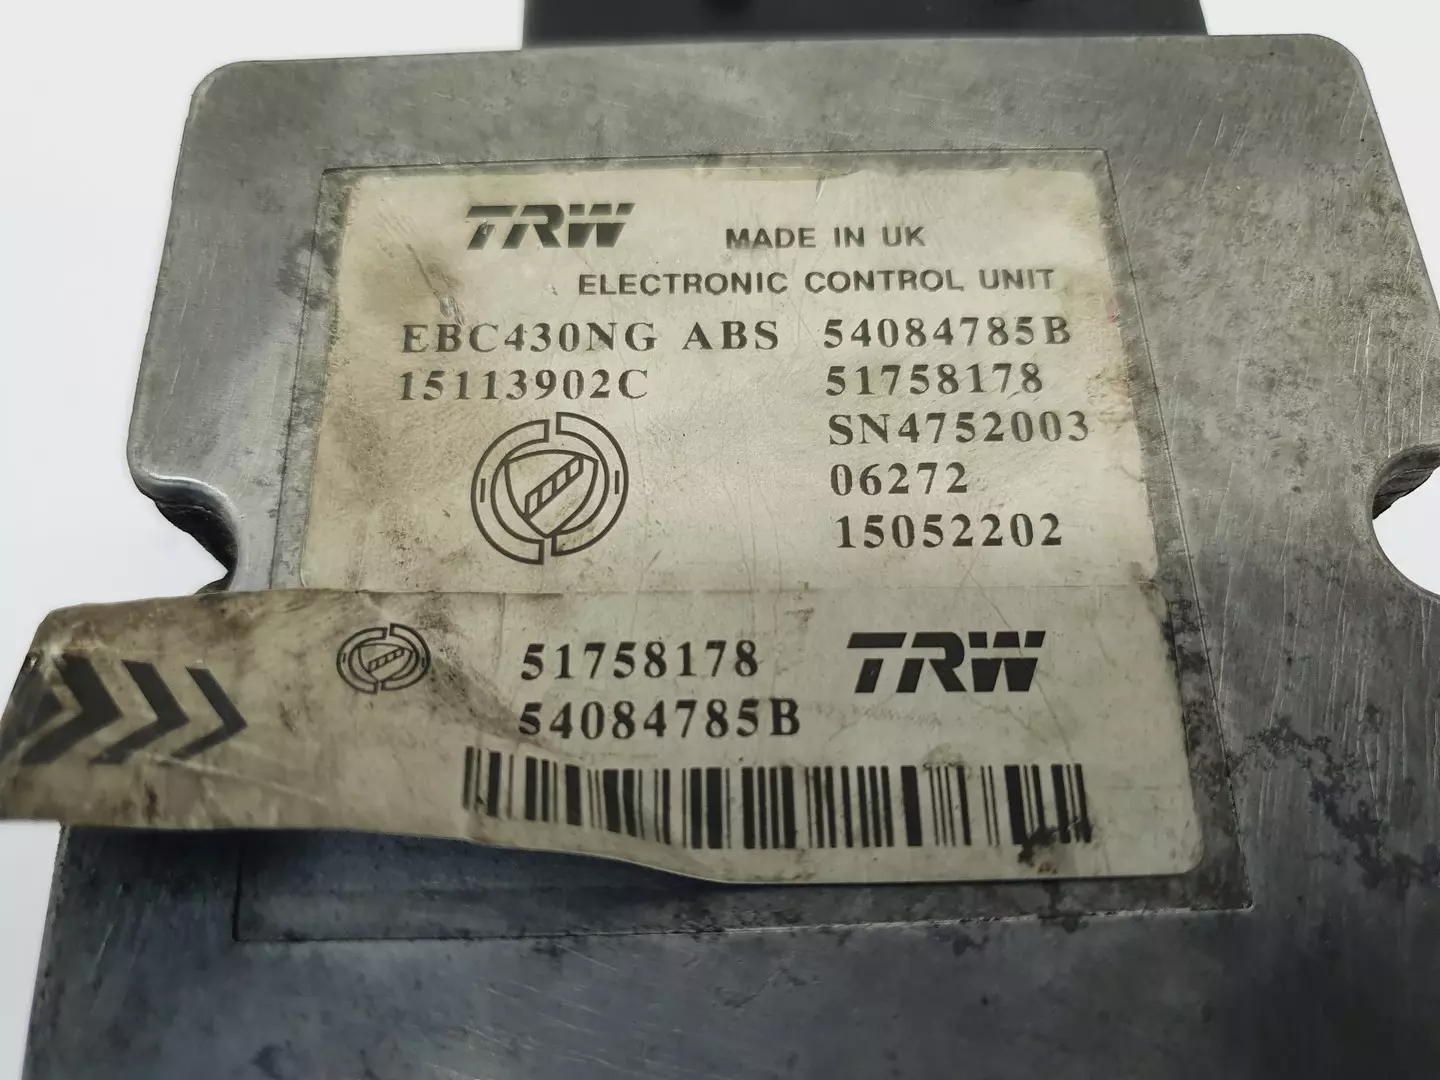 TRW MADE IN UK
ELECTRONIC CONTROL UNIT
EBC430NG ABS 54084785B
15113902C 51758178
SN4752003
06272
15052202
51758178 TRW
54084785B